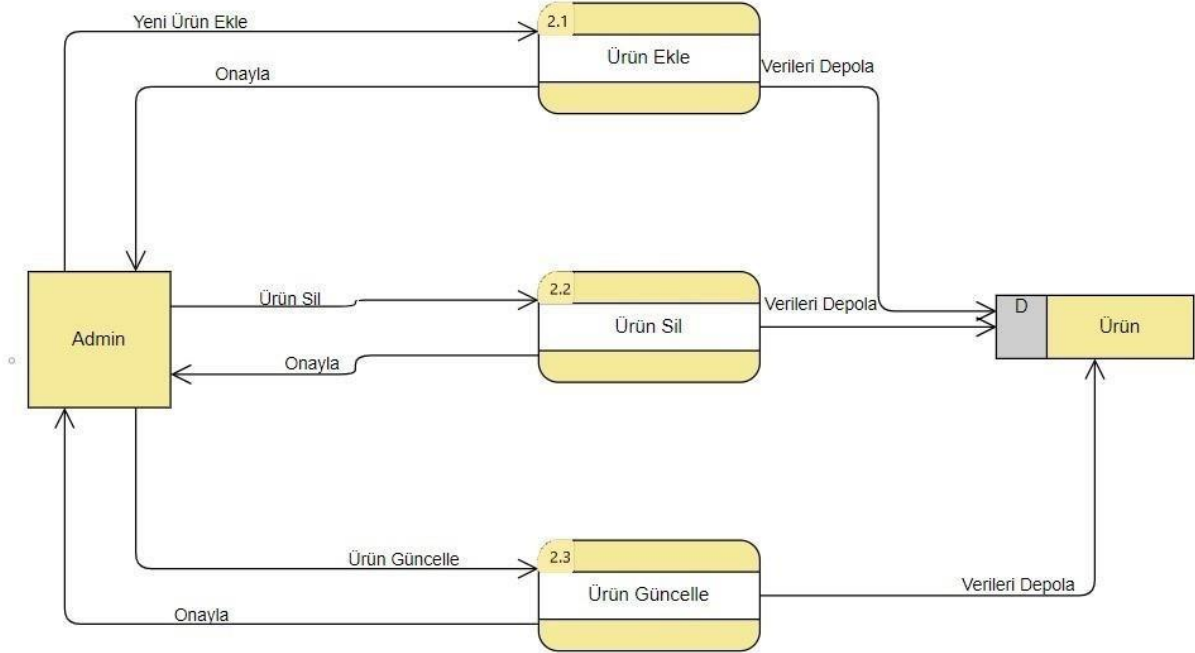 Yeni Ürün Ekle
2.1
Ürün Ekle
Verileri Depola
Onayla
Ürün Sil
2.2
Ürün Sil
Verileri Depola
D
Ürün
Admin
Onayla
Ürün Güncelle
2.3
Ürün Güncelle
Verileri Depola
Onayla